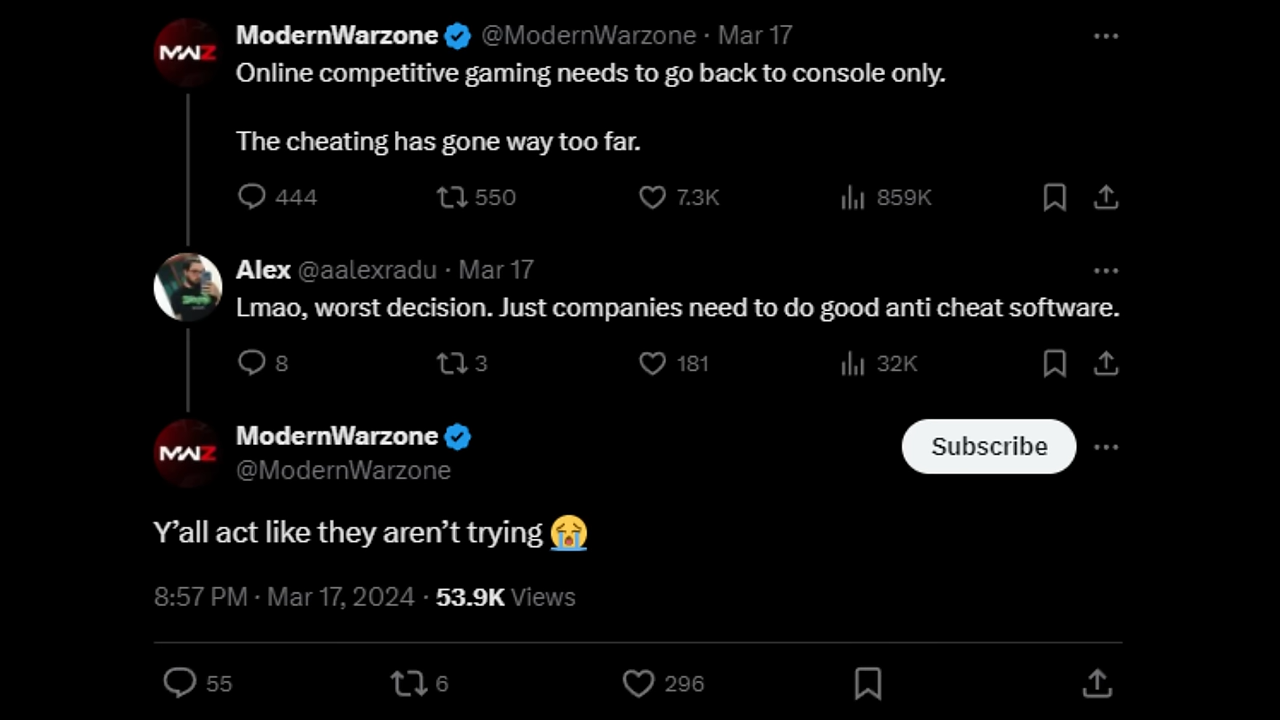 ModernWarzone @ModernWarzone · Mar 17
MWZ
Online competitive gaming needs to go back to console only.
The cheating has gone way too far.
444 550 7.3K 859K
Alex @aalexradu · Mar 17
Lmao, worst decision. Just companies need to do good anti cheat software.
8 3 181 32K
ModernWarzone
MWZ
@ModernWarzone
Subscribe
Y’all act like they aren’t trying 😭
8:57 PM · Mar 17, 2024 · 53.9K Views
55 6 296